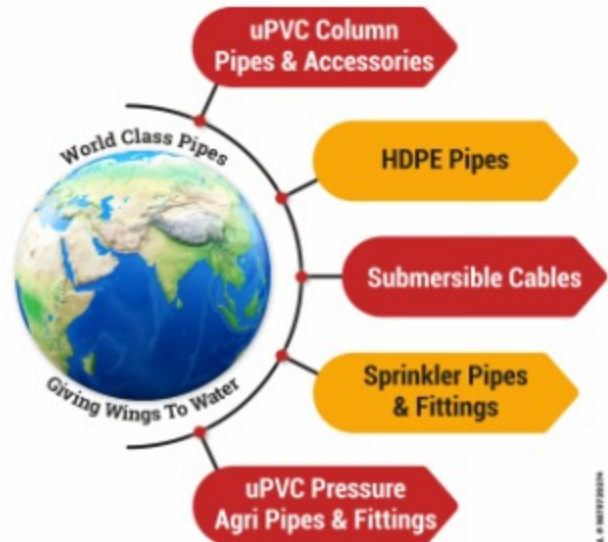 uPVC Column
Pipes & Accessories
World Class Pipes
HDPE Pipes
Submersible Cables
Sprinkler Pipes
& Fittings
Giving Wings To Water
uPVC Pressure
Agri Pipes & Fittings